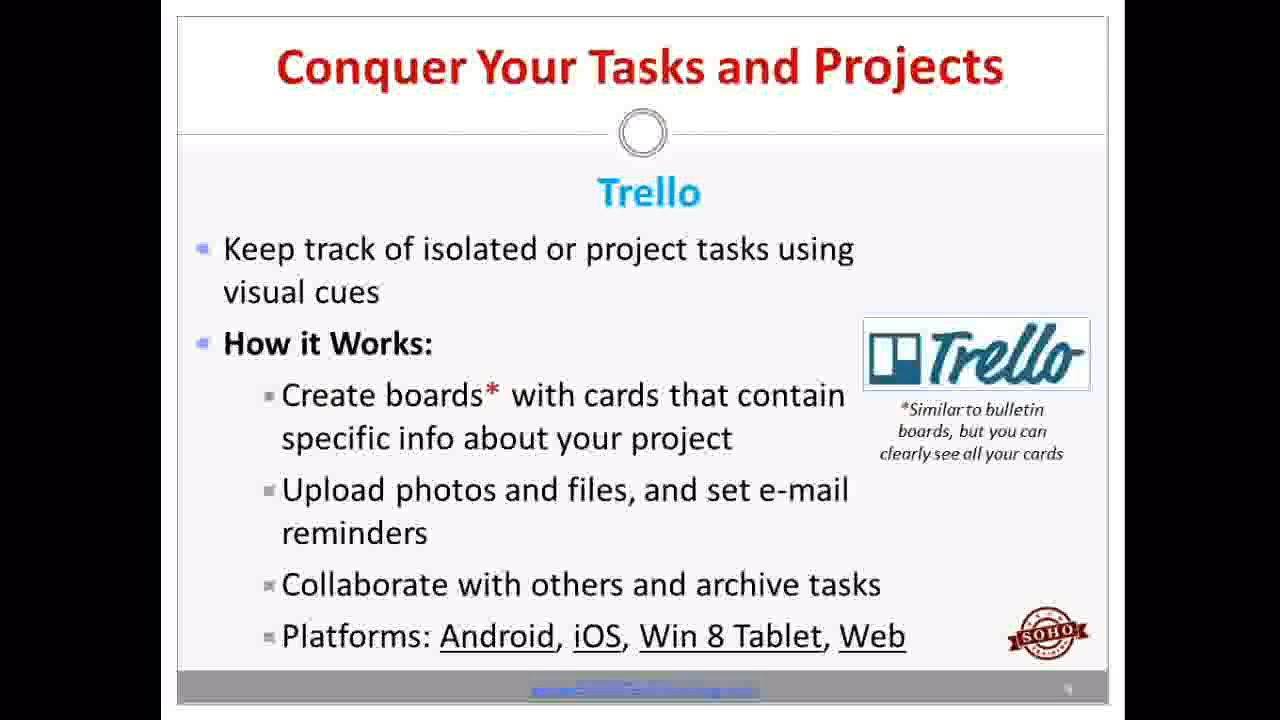 Conquer Your Tasks and Projects
Trello
Keep track of isolated or project tasks using
visual cues
How it Works:
Create boards* with cards that contain
specific info about your project
Upload photos and files, and set e-mail
reminders
Collaborate with others and archive tasks
Platforms: Android, iOS, Win 8 Tablet, Web
Trello
*Similar to bulletin
boards, but you can
clearly see all your cards
SOHO